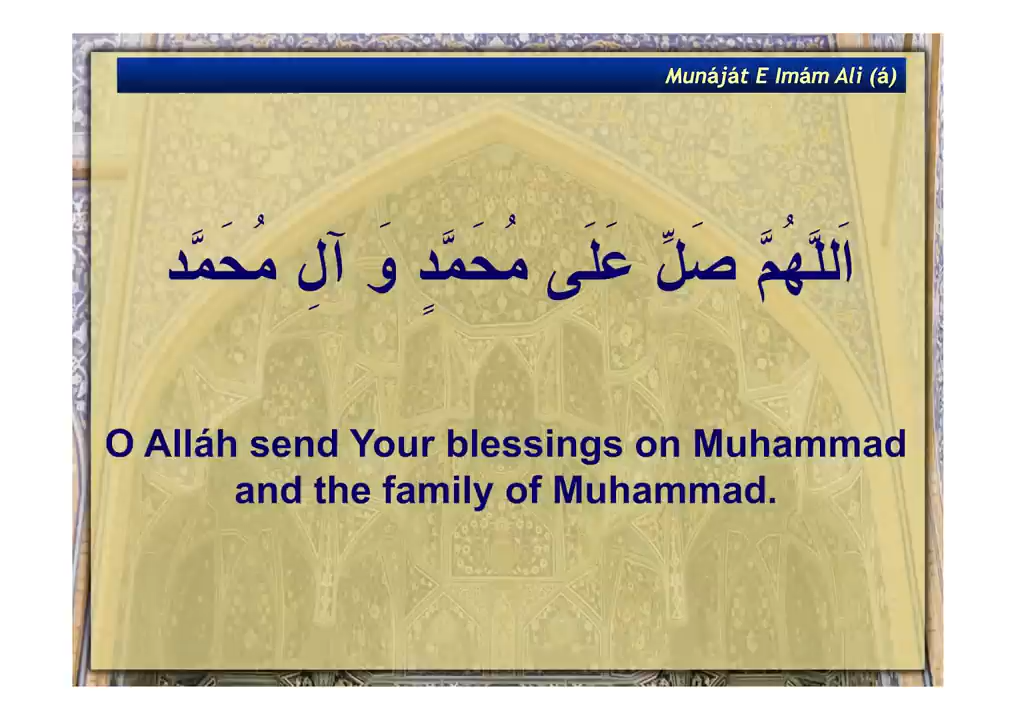 Munáját E Imám Ali (á)
اَللَّهُمَّ صَلِّ عَلَى مُحَمَّدٍ وَ آلِ مُحَمَّد
O Alláh send Your blessings on Muhammad
and the family of Muhammad.